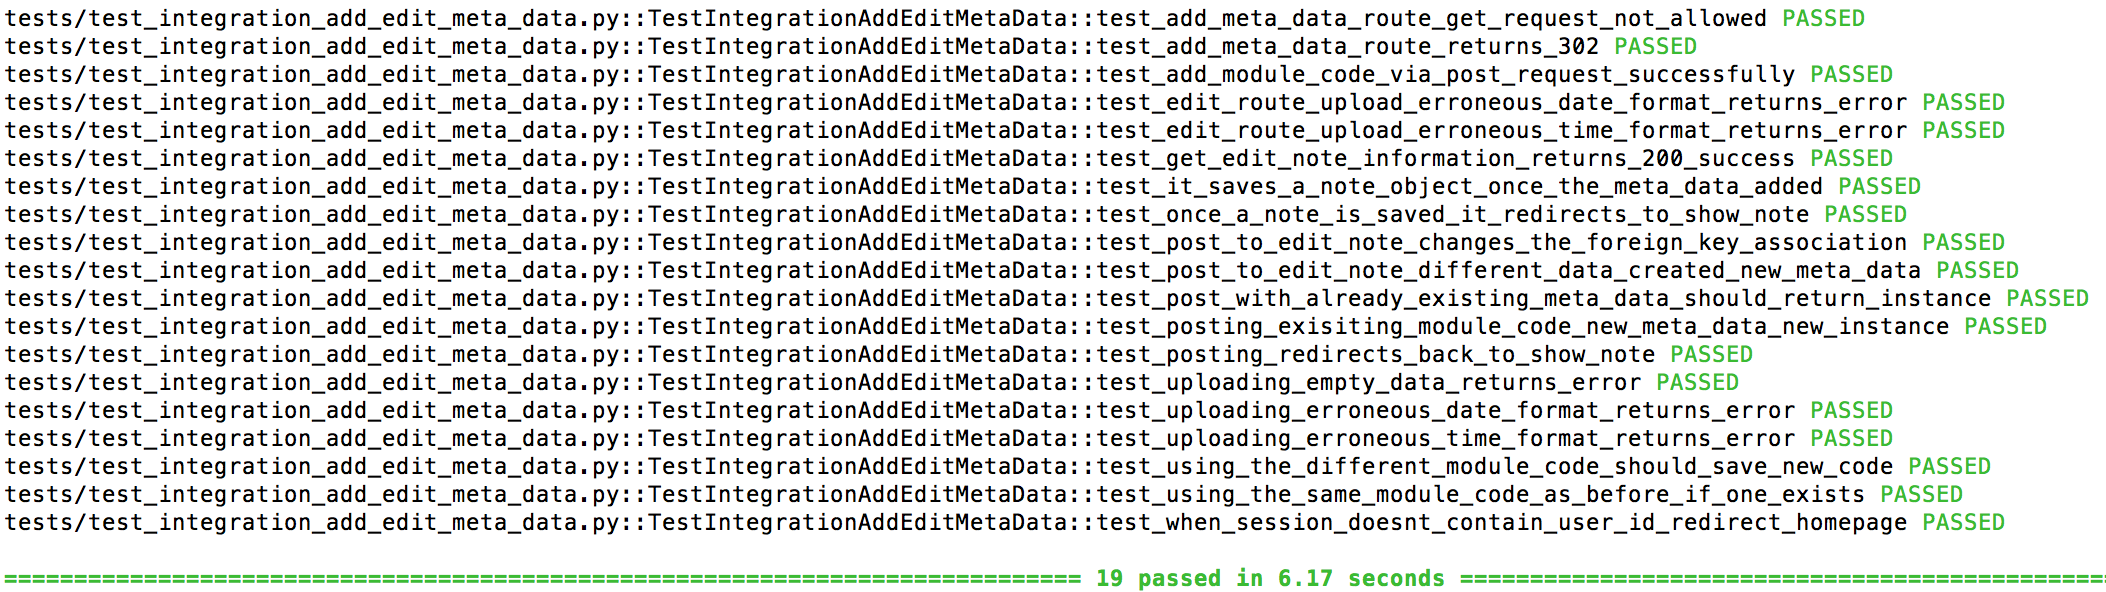 tests/test_integration_add_edit_meta_data.py::TestIntegrationAddEditMetaData::test_add_meta_data_route_get_request_not_allowed PASSED
tests/test_integration_add_edit_meta_data.py::TestIntegrationAddEditMetaData::test_add_meta_data_route_returns_302 PASSED
tests/test_integration_add_edit_meta_data.py::TestIntegrationAddEditMetaData::test_add_module_code_via_post_request_successfully PASSED
tests/test_integration_add_edit_meta_data.py::TestIntegrationAddEditMetaData::test_edit_route_upload_erroneous_date_format_returns_error PASSED
tests/test_integration_add_edit_meta_data.py::TestIntegrationAddEditMetaData::test_edit_route_upload_erroneous_time_format_returns_error PASSED
tests/test_integration_add_edit_meta_data.py::TestIntegrationAddEditMetaData::test_get_edit_note_information_returns_200_success PASSED
tests/test_integration_add_edit_meta_data.py::TestIntegrationAddEditMetaData::test_it_saves_a_note_object_once_the_meta_data_added PASSED
tests/test_integration_add_edit_meta_data.py::TestIntegrationAddEditMetaData::test_once_a_note_is_saved_it_redirects_to_show_note PASSED
tests/test_integration_add_edit_meta_data.py::TestIntegrationAddEditMetaData::test_post_to_edit_note_changes_the_foreign_key_association PASSED
tests/test_integration_add_edit_meta_data.py::TestIntegrationAddEditMetaData::test_post_to_edit_note_different_data_created_new_meta_data PASSED
tests/test_integration_add_edit_meta_data.py::TestIntegrationAddEditMetaData::test_post_with_already_existing_meta_data_should_return_instance PASSED
tests/test_integration_add_edit_meta_data.py::TestIntegrationAddEditMetaData::test_posting_exisiting_module_code_new_meta_data_new_instance PASSED
tests/test_integration_add_edit_meta_data.py::TestIntegrationAddEditMetaData::test_posting_redirects_back_to_show_note PASSED
tests/test_integration_add_edit_meta_data.py::TestIntegrationAddEditMetaData::test_uploading_empty_data_returns_error PASSED
tests/test_integration_add_edit_meta_data.py::TestIntegrationAddEditMetaData::test_uploading_erroneous_date_format_returns_error PASSED
tests/test_integration_add_edit_meta_data.py::TestIntegrationAddEditMetaData::test_uploading_erroneous_time_format_returns_error PASSED
tests/test_integration_add_edit_meta_data.py::TestIntegrationAddEditMetaData::test_using_the_different_module_code_should_save_new_code PASSED
tests/test_integration_add_edit_meta_data.py::TestIntegrationAddEditMetaData::test_using_the_same_module_code_as_before_if_one_exists PASSED
tests/test_integration_add_edit_meta_data.py::TestIntegrationAddEditMetaData::test_when_session_doesnt_contain_user_id_redirect_homepage PASSED
============================================================================= 19 passed in 6.17 seconds ==============================================